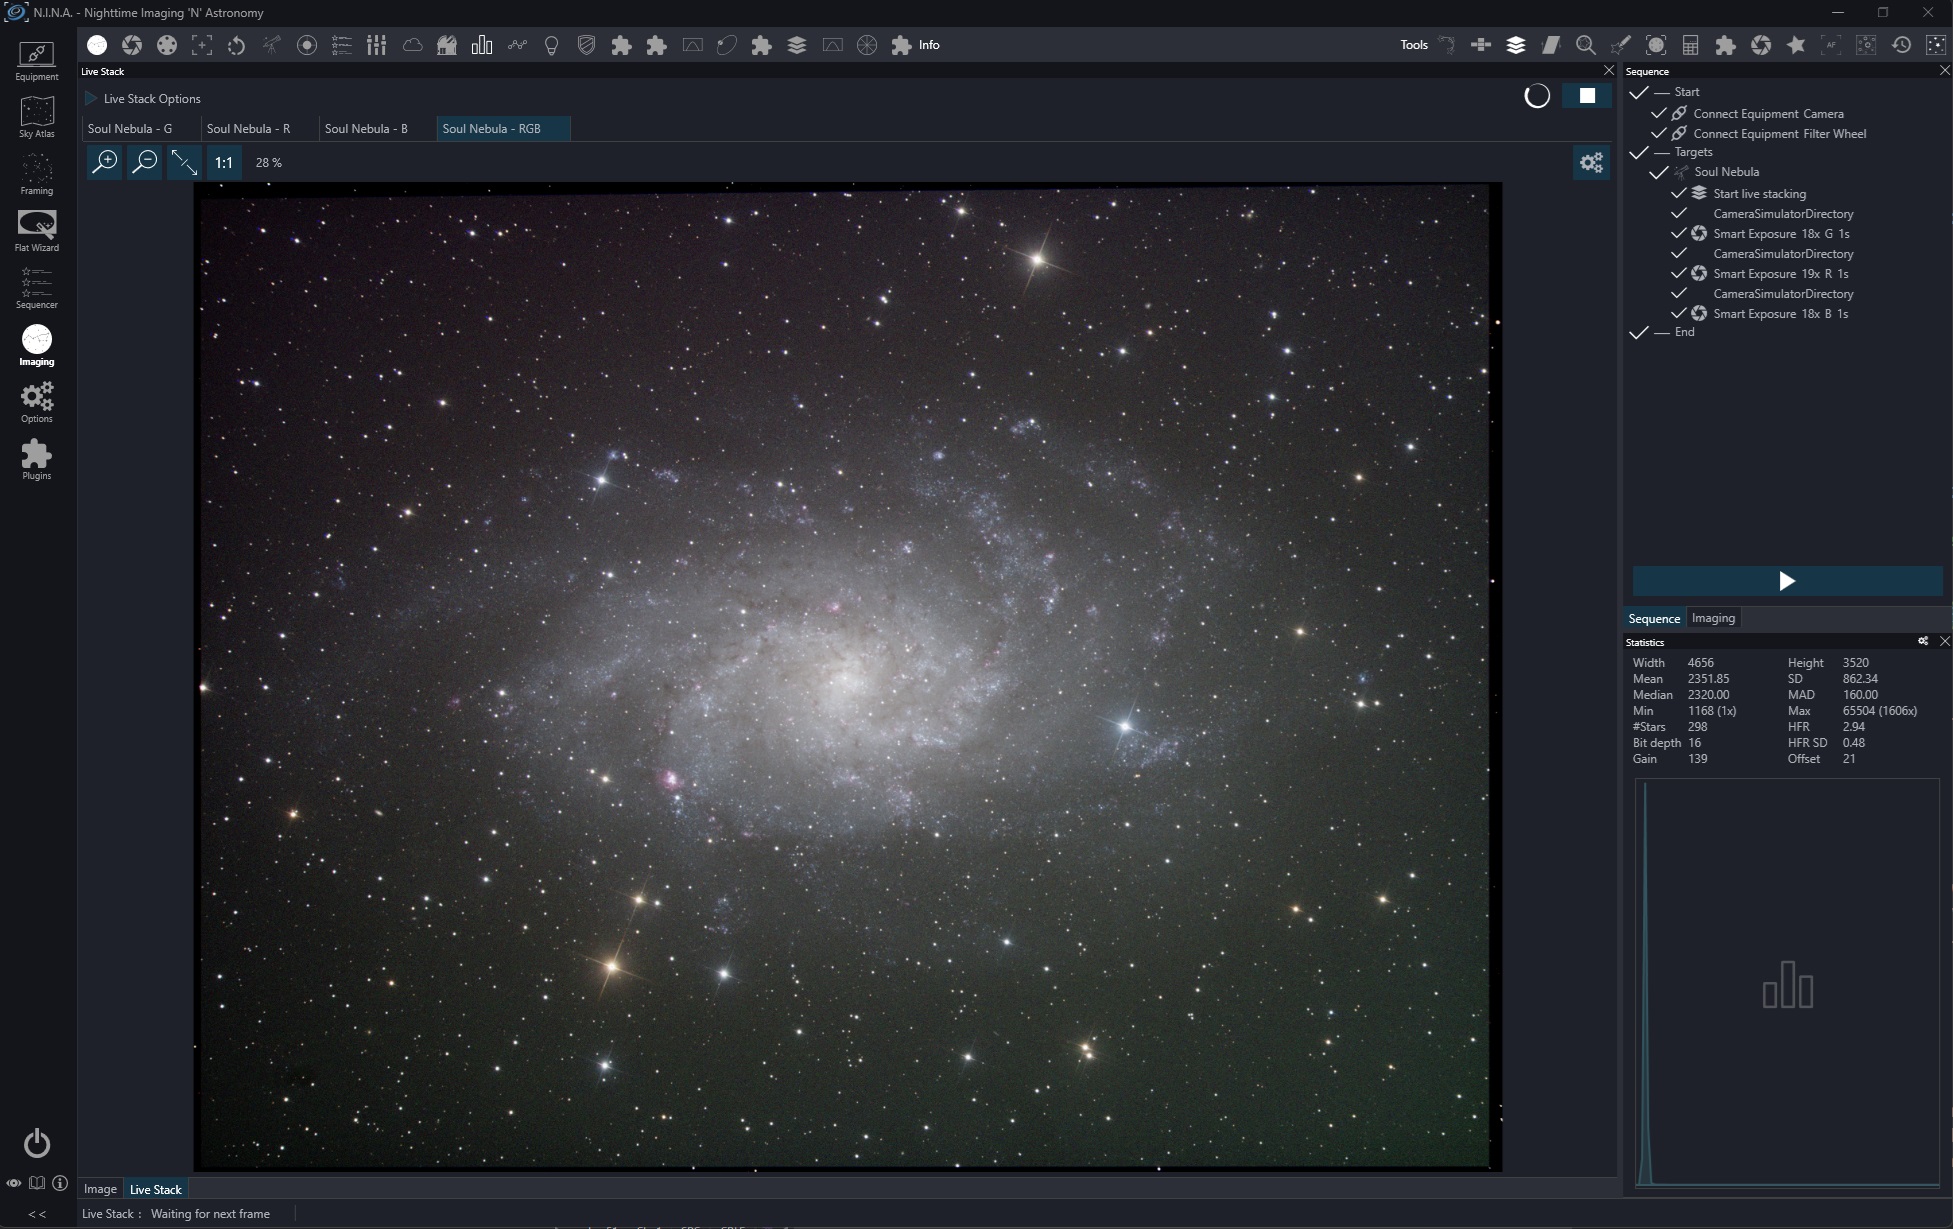 N.I.N.A. - Nighttime Imaging 'N' Astronomy
Equipment
Sky Atlas
Framing
Flat Wizard
Sequencer
Imaging
Options
Plugins
<<
Info
Tools
AF
Live Stack
Live Stack Options
Soul Nebula - G
Soul Nebula - R
Soul Nebula - B
Soul Nebula - RGB
1:1
28 %
Image
Live Stack
Live Stack : Waiting for next frame
Sequence
Start
Connect Equipment Camera
Connect Equipment Filter Wheel
Targets
Soul Nebula
Start live stacking
CameraSimulatorDirectory
Smart Exposure 18x G 1s
CameraSimulatorDirectory
Smart Exposure 19x R 1s
CameraSimulatorDirectory
Smart Exposure 18x B 1s
End
Sequence
Imaging
Statistics
Width 4656 Height 3520
Mean 2351.85 SD 862.34
Median 2320.00 MAD 160.00
Min 1168 (1x) Max 65504 (1606x)
#Stars 298 HFR 2.94
Bit depth 16 HFR SD 0.48
Gain 139 Offset 21